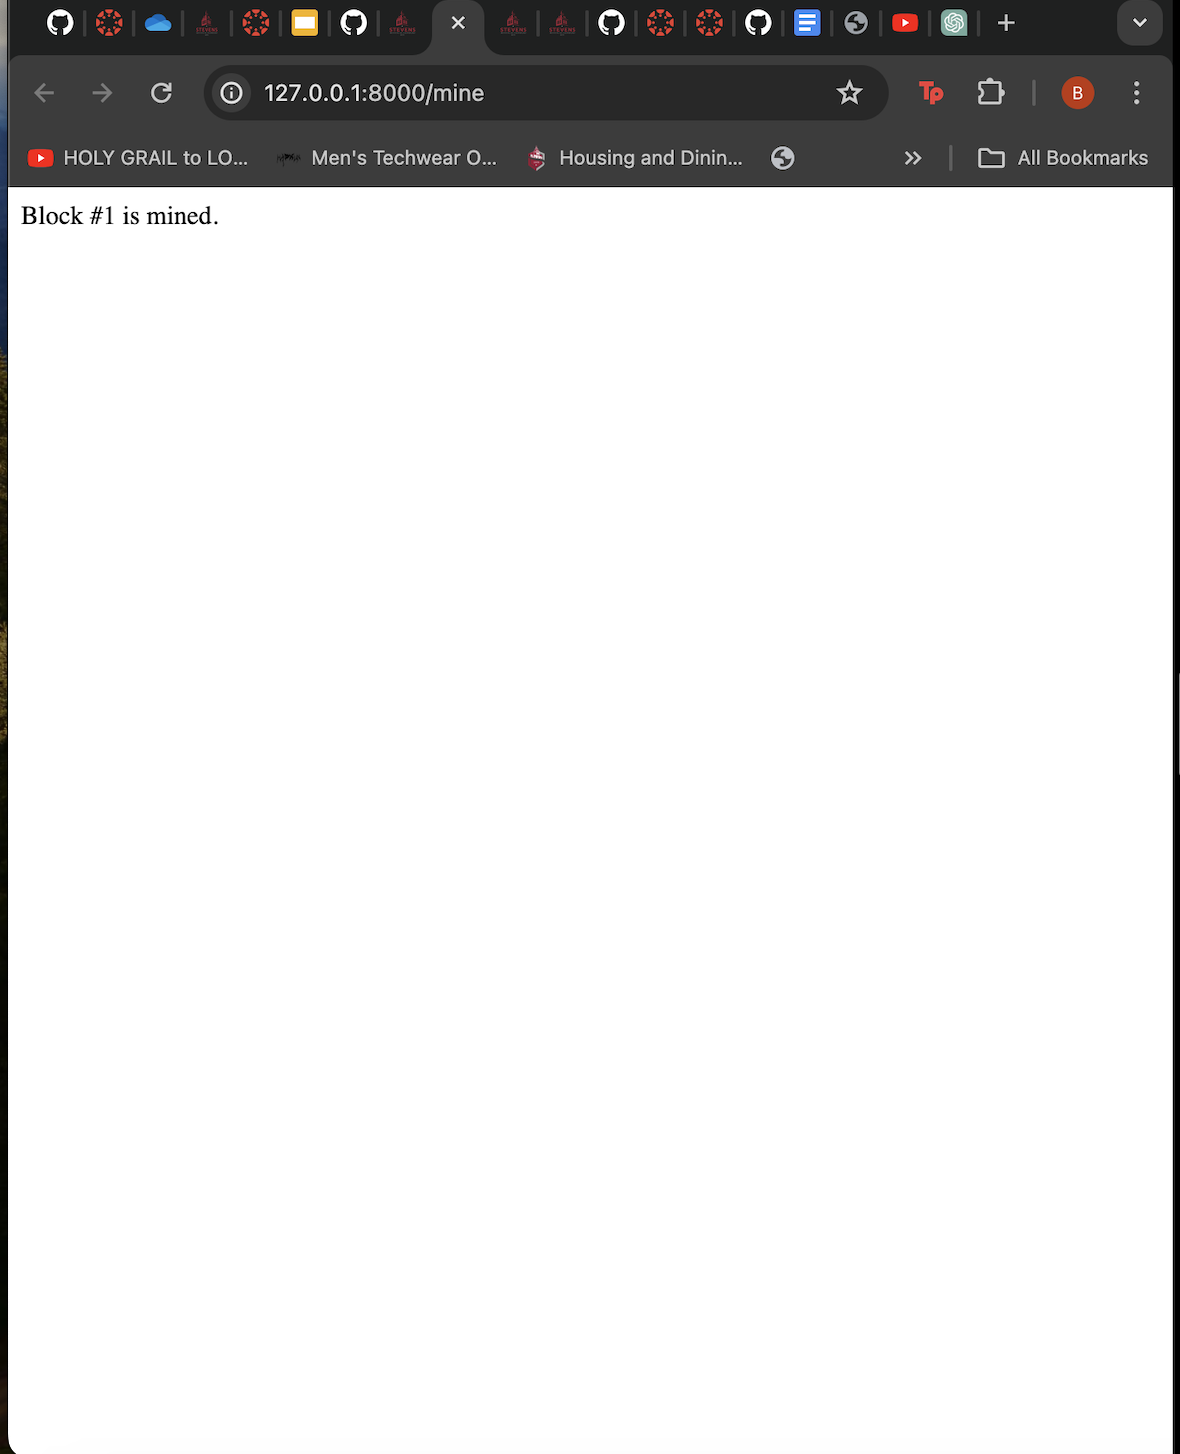 127.0.0.1:8000/mine
Tp
B
HOLY GRAIL to LO...
Men's Techwear O...
Housing and Dinin...
All Bookmarks
Block #1 is mined.